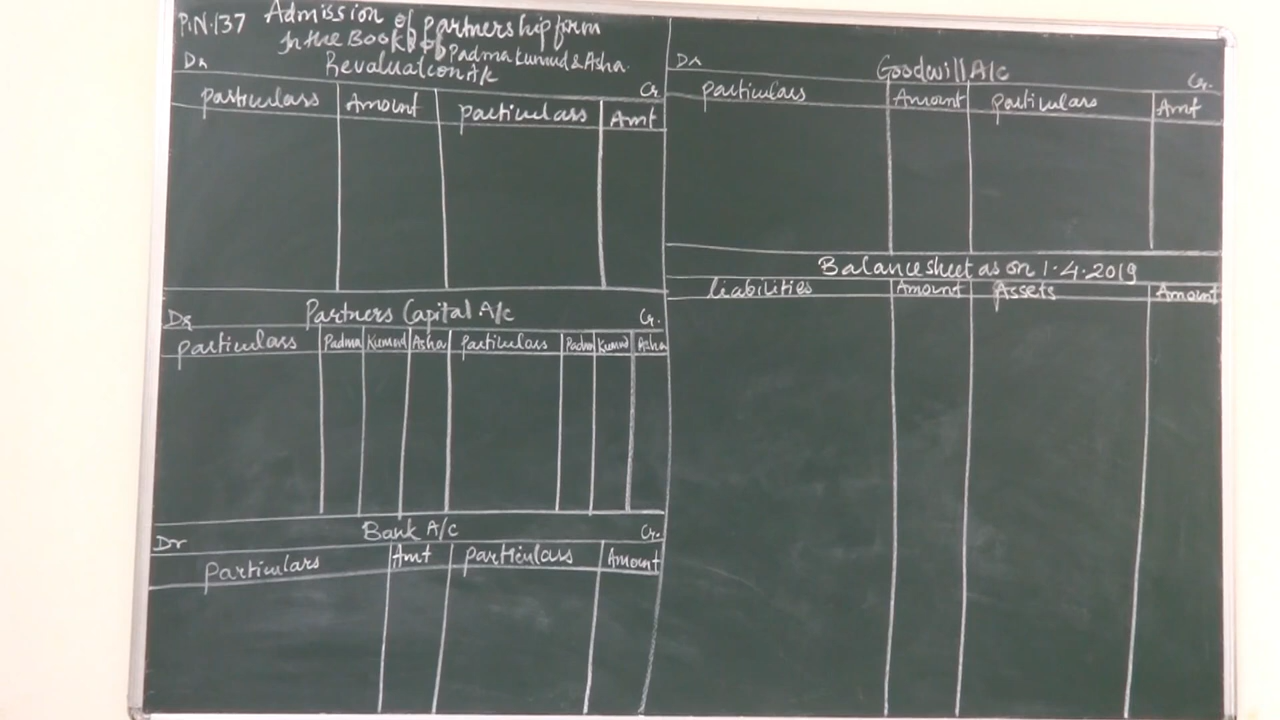 P.N.137 Admission of Partnership form
In the Books of Padma Kumud & Asha.
Dr Revaluation A/c Cr.
Particulars Amount Particulars Amt
Dr Partners Capital A/c Cr.
Particulars Padma Kumud Asha Particulars Padma Kumud Asha
Dr Bank A/c Cr.
Particulars Amt Particulars Amount
Dr Goodwill A/c Cr.
Particulars Amount Particulars Amt
Balance sheet as on 1.4.2019
Liabilities Amount Assets Amount